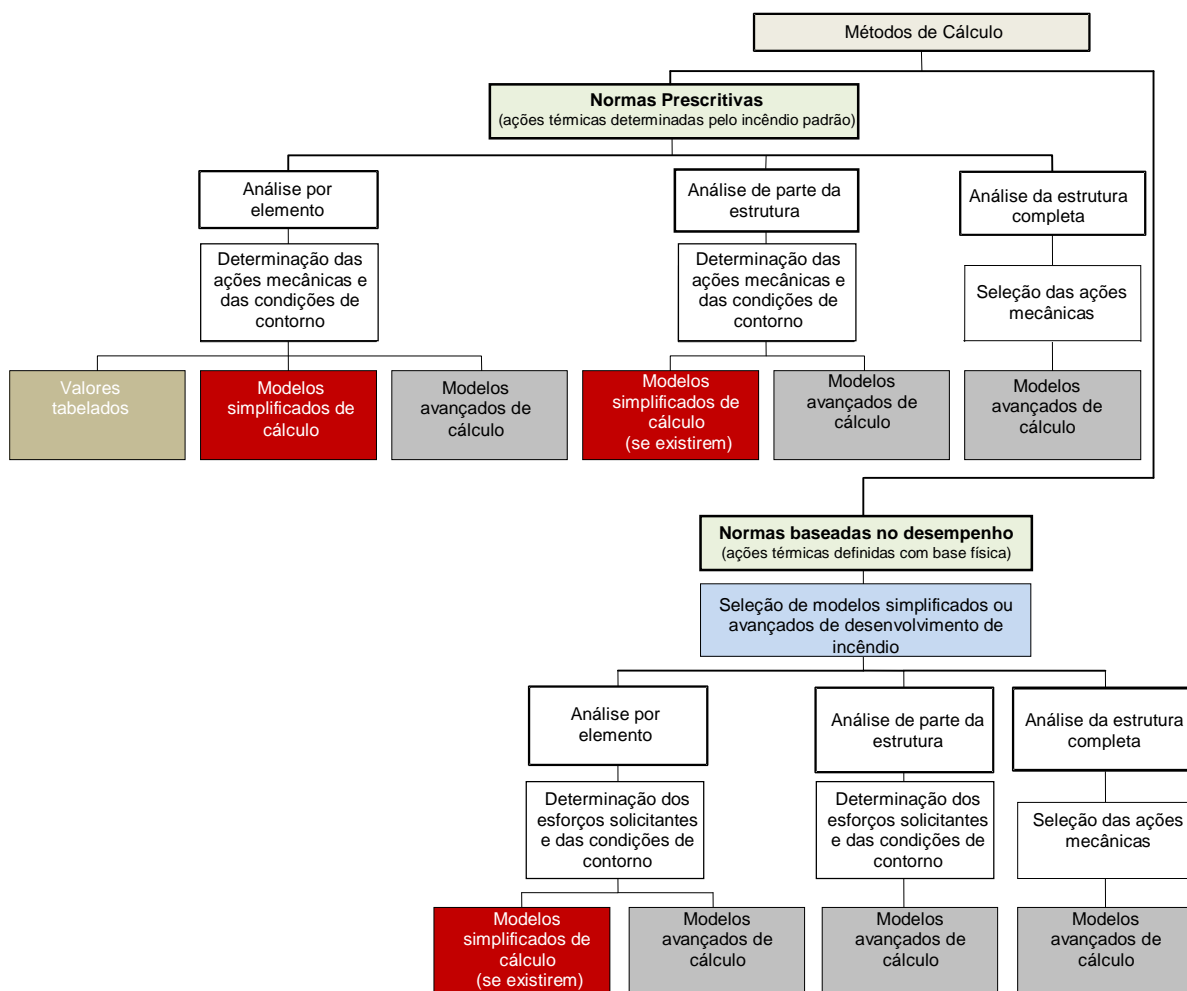 Métodos de Cálculo
Normas Prescritivas
(ações térmicas determinadas pelo incêndio padrão)
Análise por
elemento
Análise de parte da
estrutura
Análise da estrutura
completa
Determinação das
ações mecânicas e
das condições de
contorno
Determinação das
ações mecânicas e
das condições de
contorno
Seleção das ações
mecânicas
Valores
tabelados
Modelos
simplificados de
cálculo
Modelos
avançados de
cálculo
Modelos
simplificados de
cálculo
(se existirem)
Modelos
avançados de
cálculo
Modelos
avançados de
cálculo
Normas baseadas no desempenho
(ações térmicas definidas com base física)
Seleção de modelos simplificados ou
avançados de desenvolvimento de
incêndio
Análise por
elemento
Análise de parte da
estrutura
Análise da estrutura
completa
Determinação dos
esforços solicitantes
e das condições de
contorno
Determinação dos
esforços solicitantes
e das condições de
contorno
Seleção das ações
mecânicas
Modelos
simplificados de
cálculo
(se existirem)
Modelos
avançados de
cálculo
Modelos
avançados de
cálculo
Modelos
avançados de
cálculo